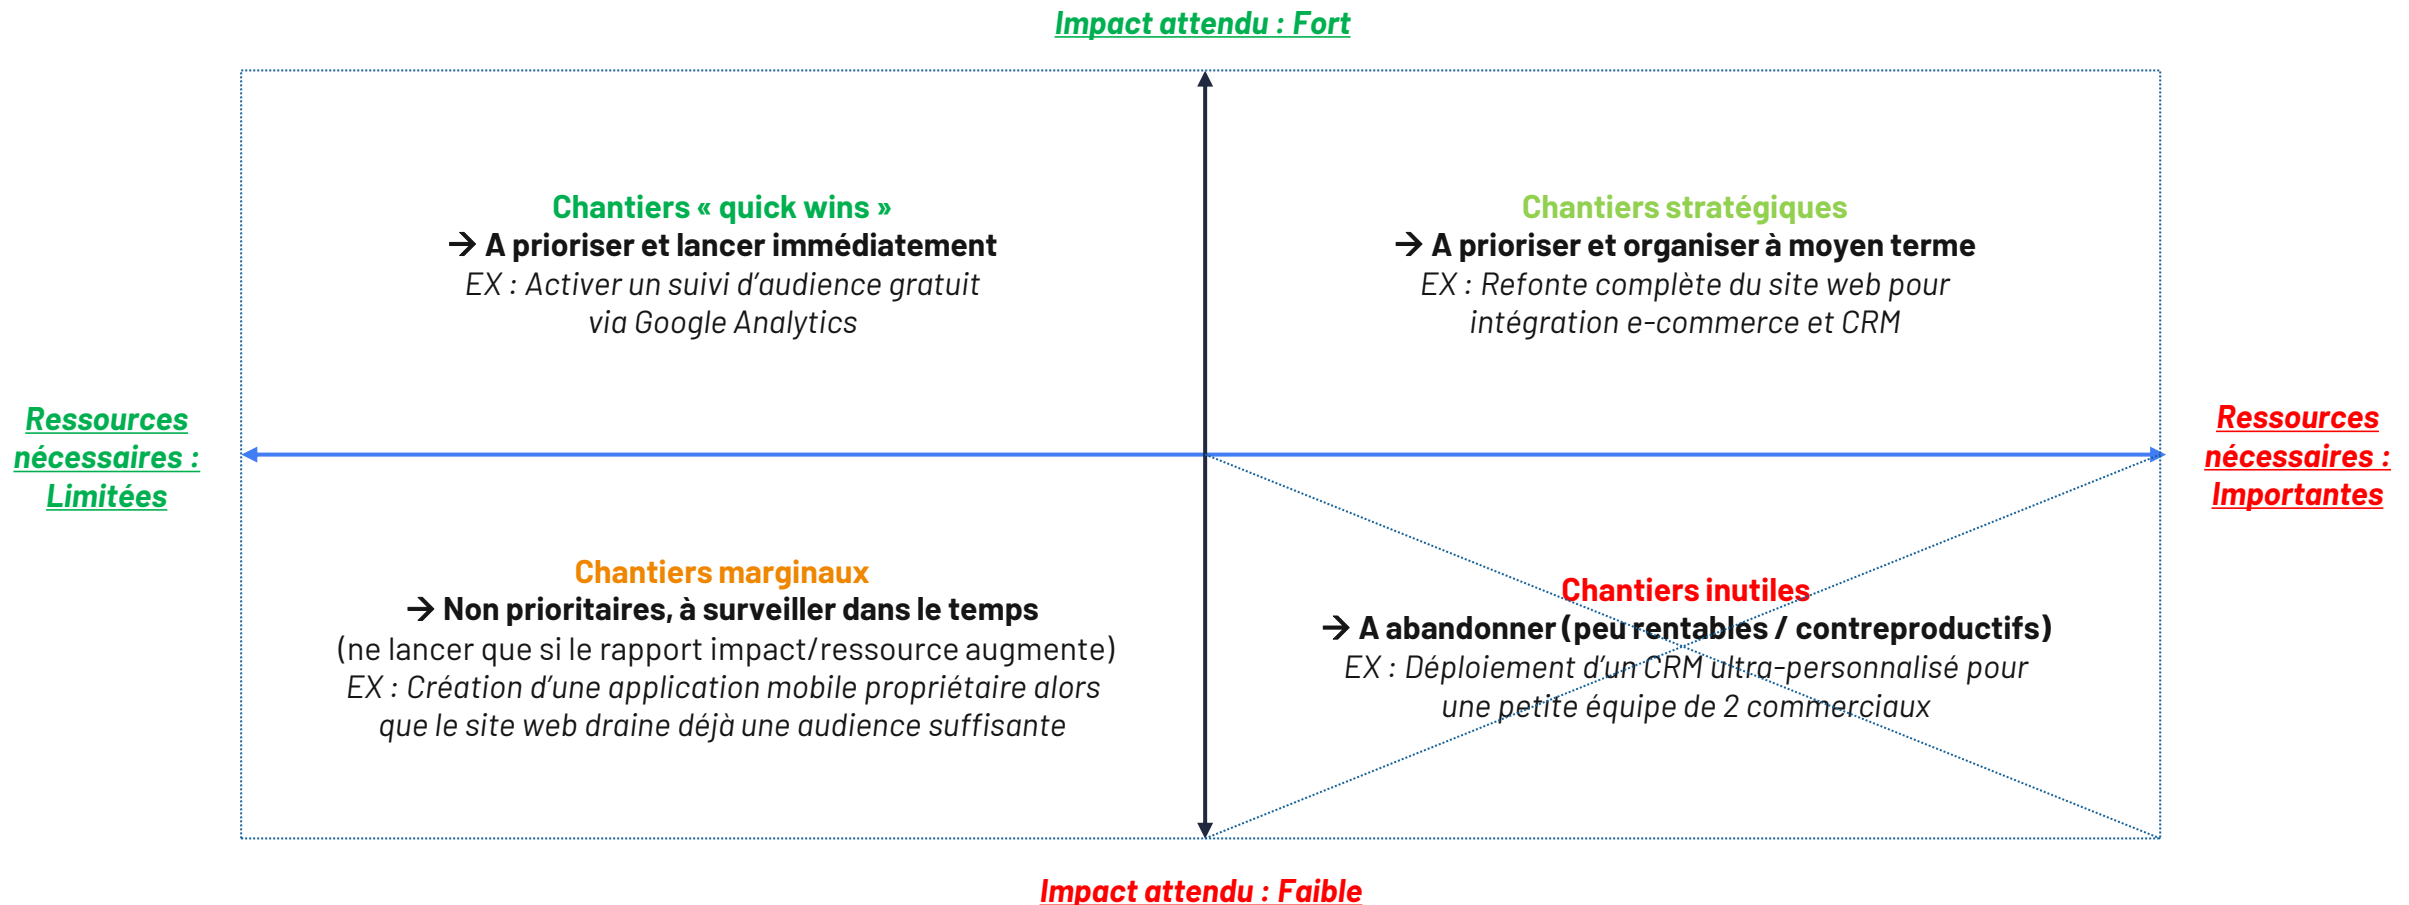 Impact attendu : Fort
Chantiers « quick wins »
→ A prioriser et lancer immédiatement
EX : Activer un suivi d’audience gratuit
via Google Analytics
Chantiers stratégiques
→ A prioriser et organiser à moyen terme
EX : Refonte complète du site web pour
intégration e-commerce et CRM
Ressources
nécessaires :
Limitées
Ressources
nécessaires :
Importantes
Chantiers marginaux
→ Non prioritaires, à surveiller dans le temps
(ne lancer que si le rapport impact/ressource augmente)
EX : Création d’une application mobile propriétaire alors
que le site web draine déjà une audience suffisante
Chantiers inutiles
→ A abandonner (peu rentables / contreproductifs)
EX : Déploiement d’un CRM ultra-personnalisé pour
une petite équipe de 2 commerciaux
Impact attendu : Faible